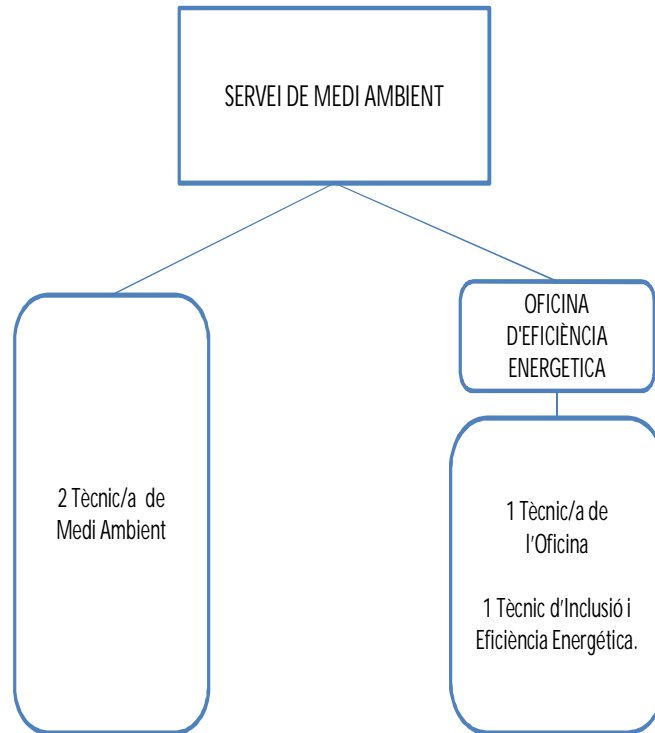 SERVEI DE MEDI AMBIENT
OFICINA
D'EFICIÈNCIA
ENERGETICA
2 Tècnic/a de
Medi Ambient
1 Tècnic/a de
l'Oficina
1 Tècnic d'Inclusió i
Eficiència Energética.